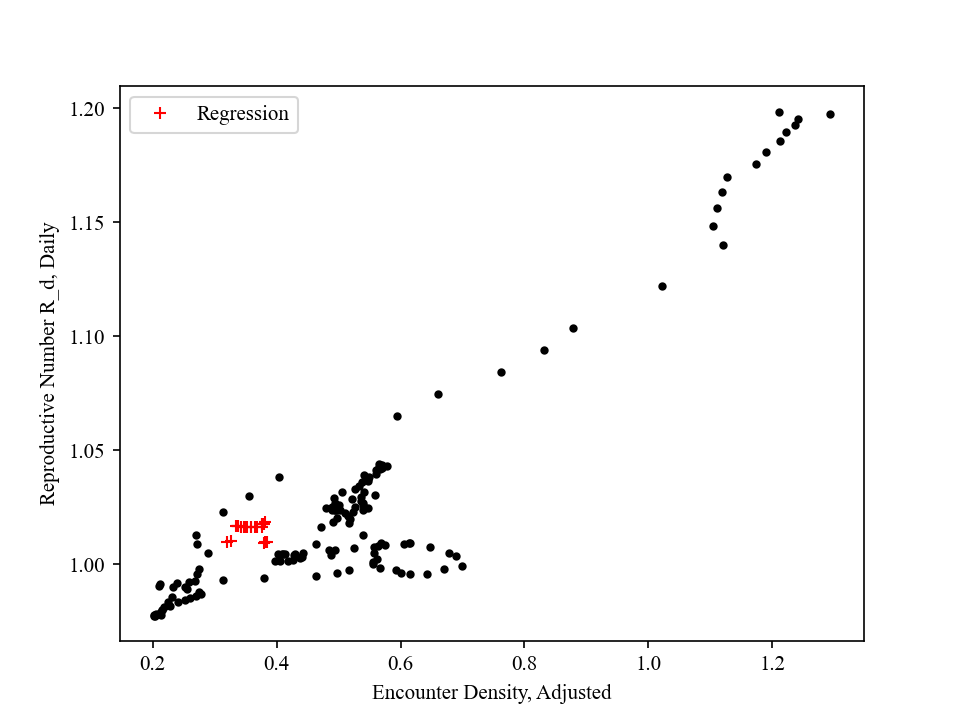 Regression
1.20
1.15
1.10
1.05
1.00
Reproductive Number R_d, Daily
0.2 0.4 0.6 0.8 1.0 1.2
Encounter Density, Adjusted